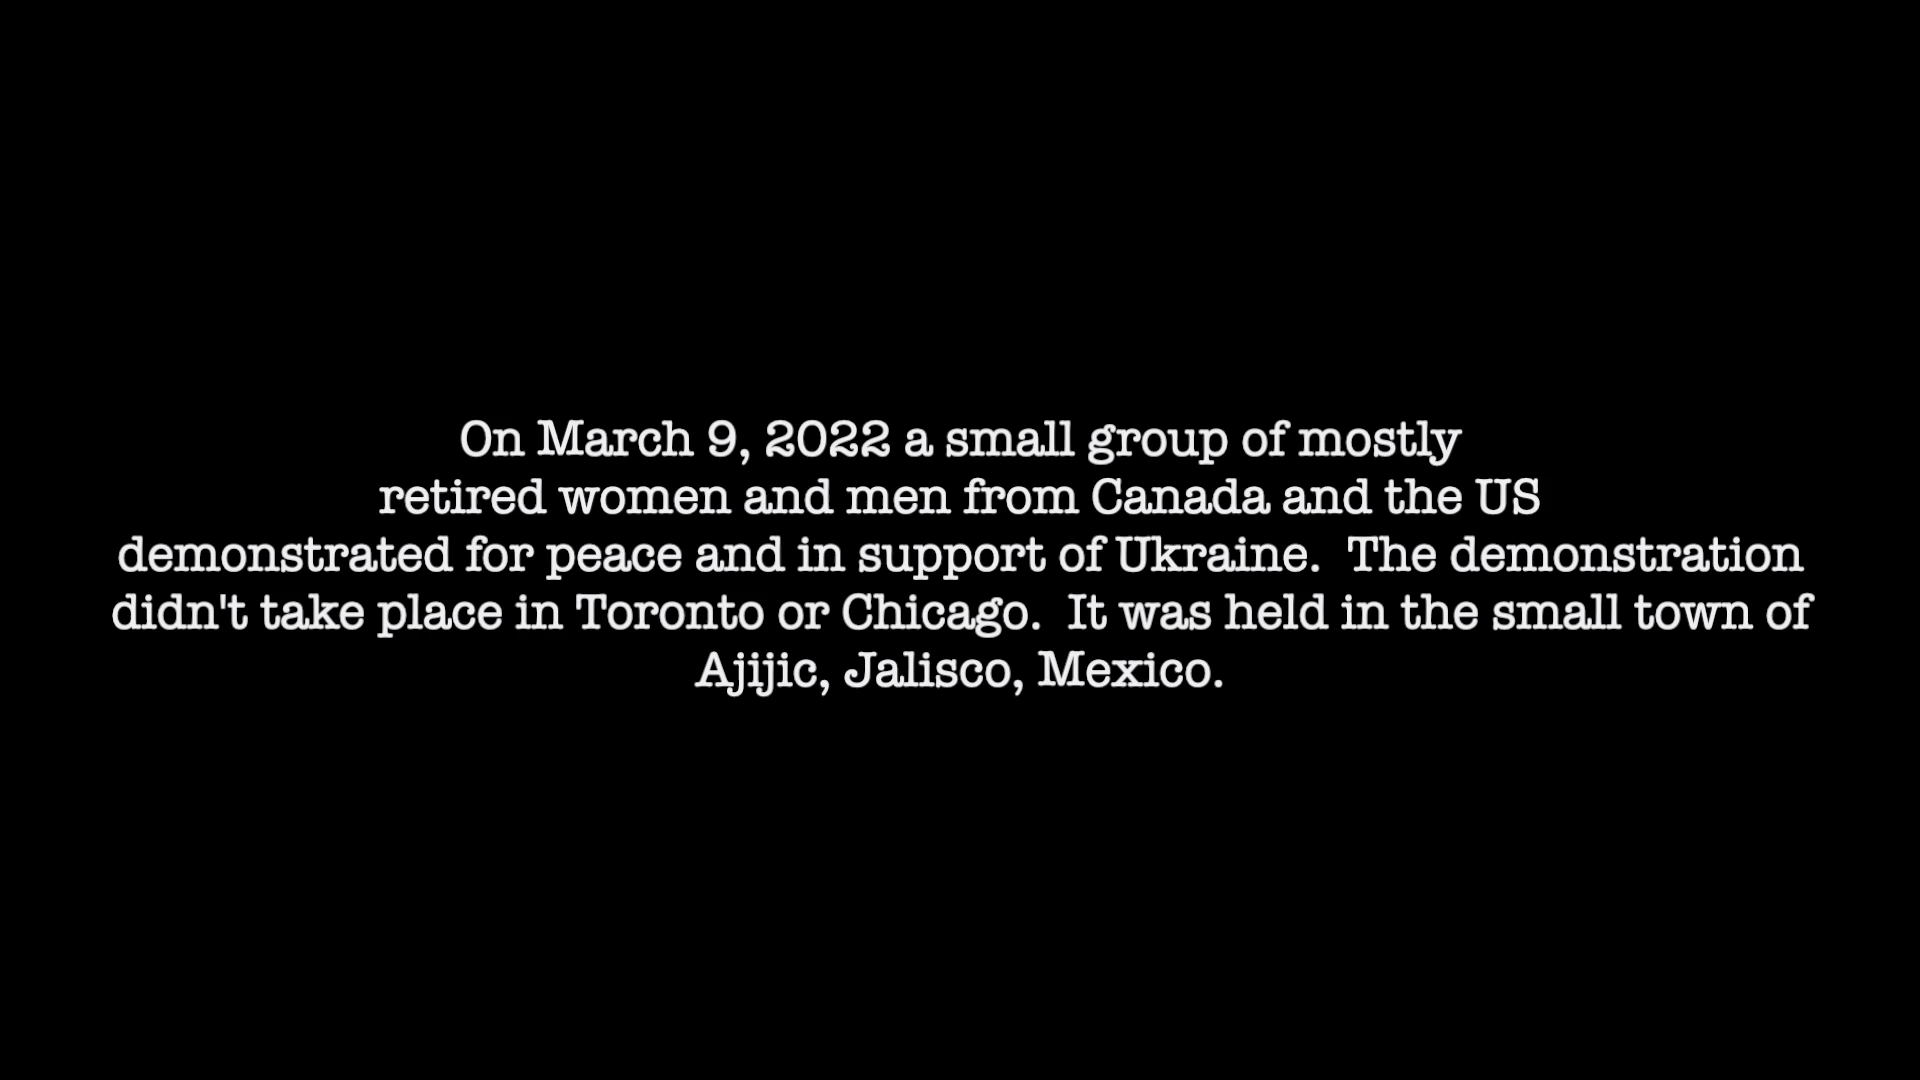 On March 9, 2022 a small group of mostly
retired women and men from Canada and the US
demonstrated for peace and in support of Ukraine.  The demonstration
didn't take place in Toronto or Chicago.  It was held in the small town of
Ajijic, Jalisco, Mexico.